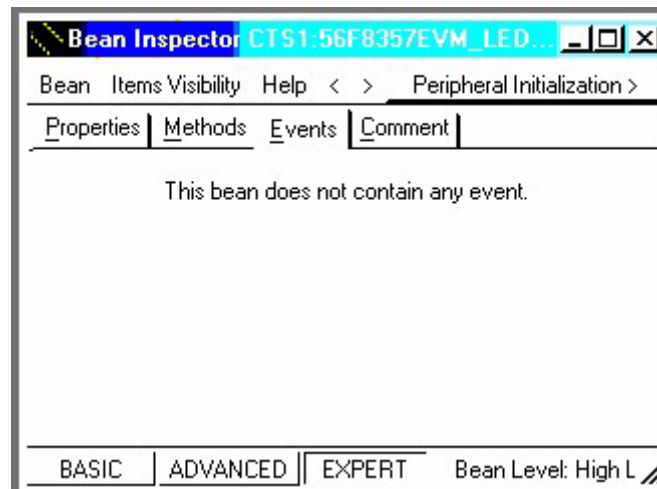 Bean Inspector CTS1:56F8357EVM_LED...
Bean Items Visibility Help < > Peripheral Initialization >
Properties Methods Events Comment
This bean does not contain any event.
BASIC ADVANCED EXPERT Bean Level: High L